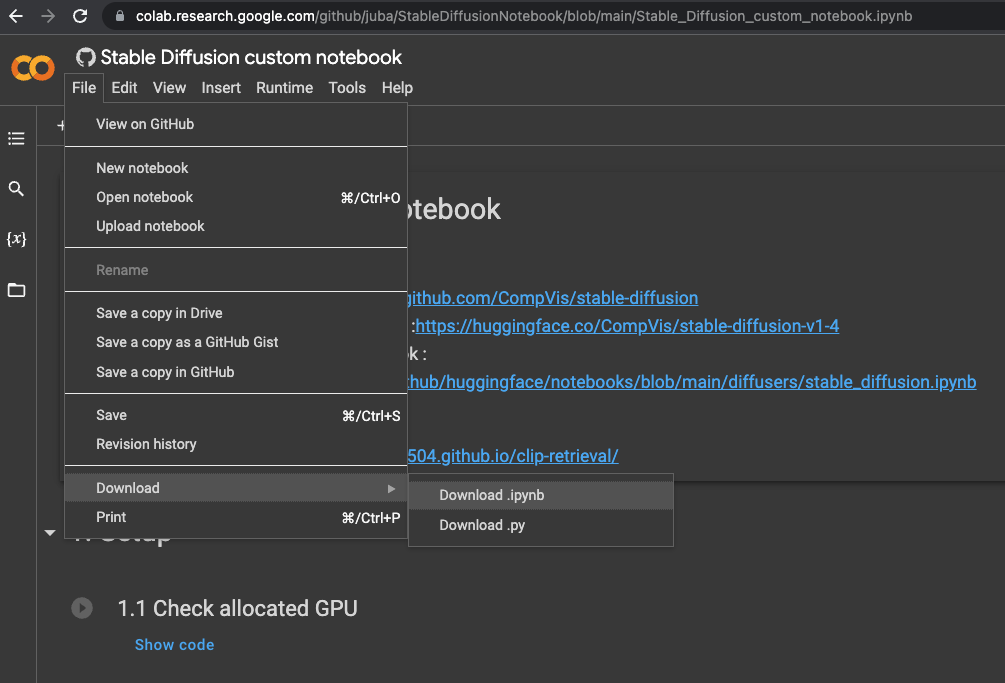 colab.research.google.com/github/juba/StableDiffusionNotebook/blob/main/Stable_Diffusion_custom_notebook.ipynb
Stable Diffusion custom notebook
File Edit View Insert Runtime Tools Help
+
View on GitHub
New notebook
Open notebook ⌘/Ctrl+O
Upload notebook
otebook
{x}
Rename
Save a copy in Drive
github.com/CompVis/stable-diffusion
:https://huggingface.co/CompVis/stable-diffusion-v1-4
Save a copy as a GitHub Gist
k :
Save a copy in GitHub
thub/huggingface/notebooks/blob/main/diffusers/stable_diffusion.ipynb
Save ⌘/Ctrl+S
Revision history
504.github.io/clip-retrieval/
Download
Download .ipynb
Print ⌘/Ctrl+P
Download .py
1.1 Check allocated GPU
Show code